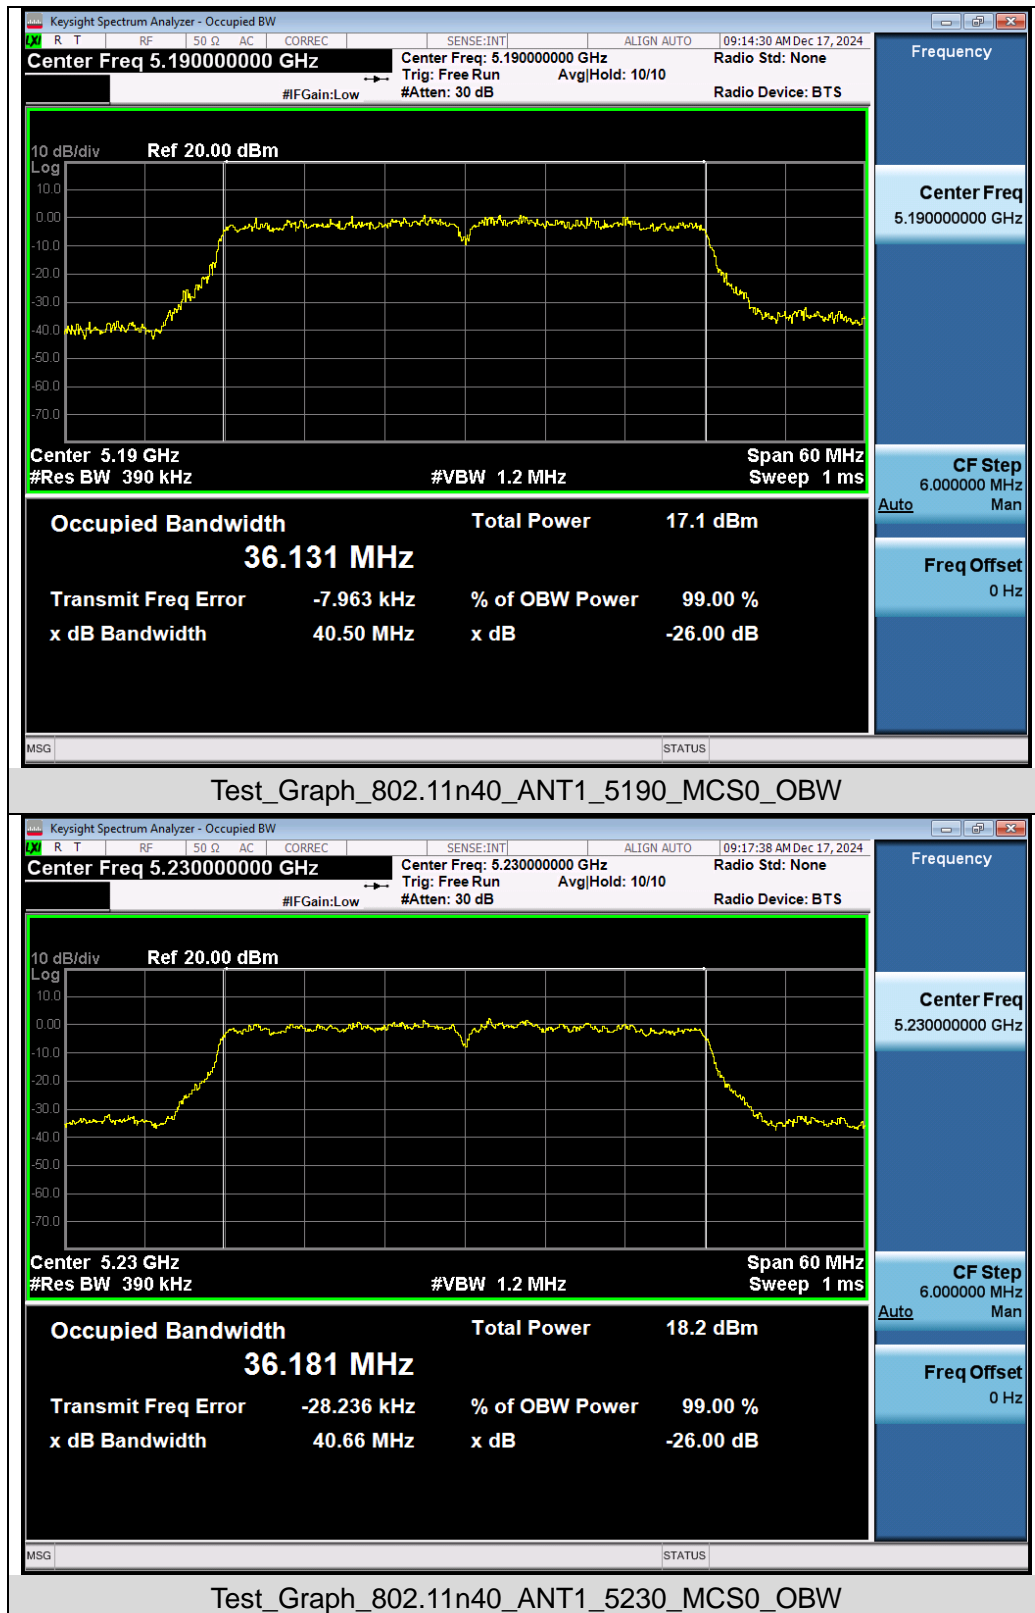 Keysight Spectrum Analyzer - Occupied BW
LXI R T RF 50 Ω AC CORREC SENSE:INT ALIGN AUTO 09:14:30 AM Dec 17, 2024
Center Freq 5.190000000 GHz
Center Freq: 5.190000000 GHz
Radio Std: None
Trig: Free Run Avg|Hold: 10/10
#IFGain:Low
#Atten: 30 dB
Radio Device: BTS
Frequency
10 dB/div Ref 20.00 dBm
Log
10.0
0.00
-10.0
-20.0
-30.0
-40.0
-50.0
-60.0
-70.0
Center Freq
5.190000000 GHz
Center 5.19 GHz Span 60 MHz
#Res BW 390 kHz #VBW 1.2 MHz Sweep 1 ms
CF Step
6.000000 MHz
Auto Man
Occupied Bandwidth Total Power 17.1 dBm
36.131 MHz
Freq Offset
0 Hz
Transmit Freq Error -7.963 kHz % of OBW Power 99.00 %
x dB Bandwidth 40.50 MHz x dB -26.00 dB
MSG STATUS
Test_Graph_802.11n40_ANT1_5190_MCS0_OBW
Keysight Spectrum Analyzer - Occupied BW
LXI R T RF 50 Ω AC CORREC SENSE:INT ALIGN AUTO 09:17:38 AM Dec 17, 2024
Center Freq 5.230000000 GHz
Center Freq: 5.230000000 GHz
Radio Std: None
Trig: Free Run Avg|Hold: 10/10
#IFGain:Low
#Atten: 30 dB
Radio Device: BTS
Frequency
10 dB/div Ref 20.00 dBm
Log
10.0
0.00
-10.0
-20.0
-30.0
-40.0
-50.0
-60.0
-70.0
Center Freq
5.230000000 GHz
Center 5.23 GHz Span 60 MHz
#Res BW 390 kHz #VBW 1.2 MHz Sweep 1 ms
CF Step
6.000000 MHz
Auto Man
Occupied Bandwidth Total Power 18.2 dBm
36.181 MHz
Freq Offset
0 Hz
Transmit Freq Error -28.236 kHz % of OBW Power 99.00 %
x dB Bandwidth 40.66 MHz x dB -26.00 dB
MSG STATUS
Test_Graph_802.11n40_ANT1_5230_MCS0_OBW